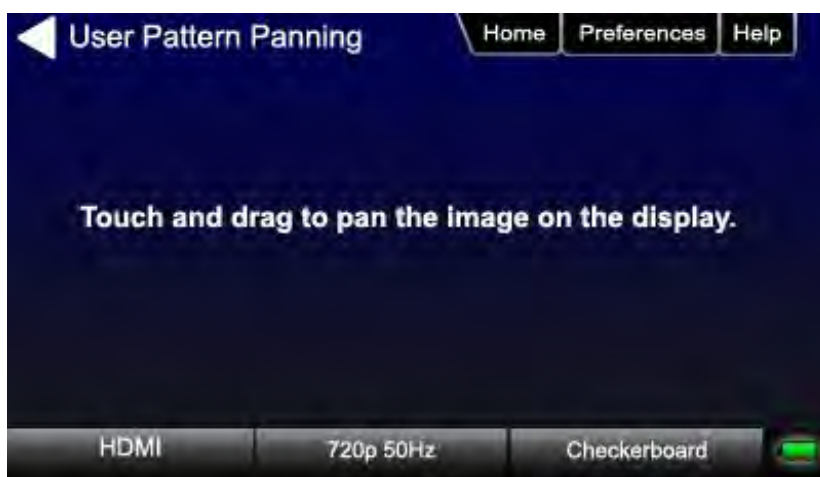 User Pattern Panning
Home Preferences Help
Touch and drag to pan the image on the display.
HDMI 720p 50Hz Checkerboard